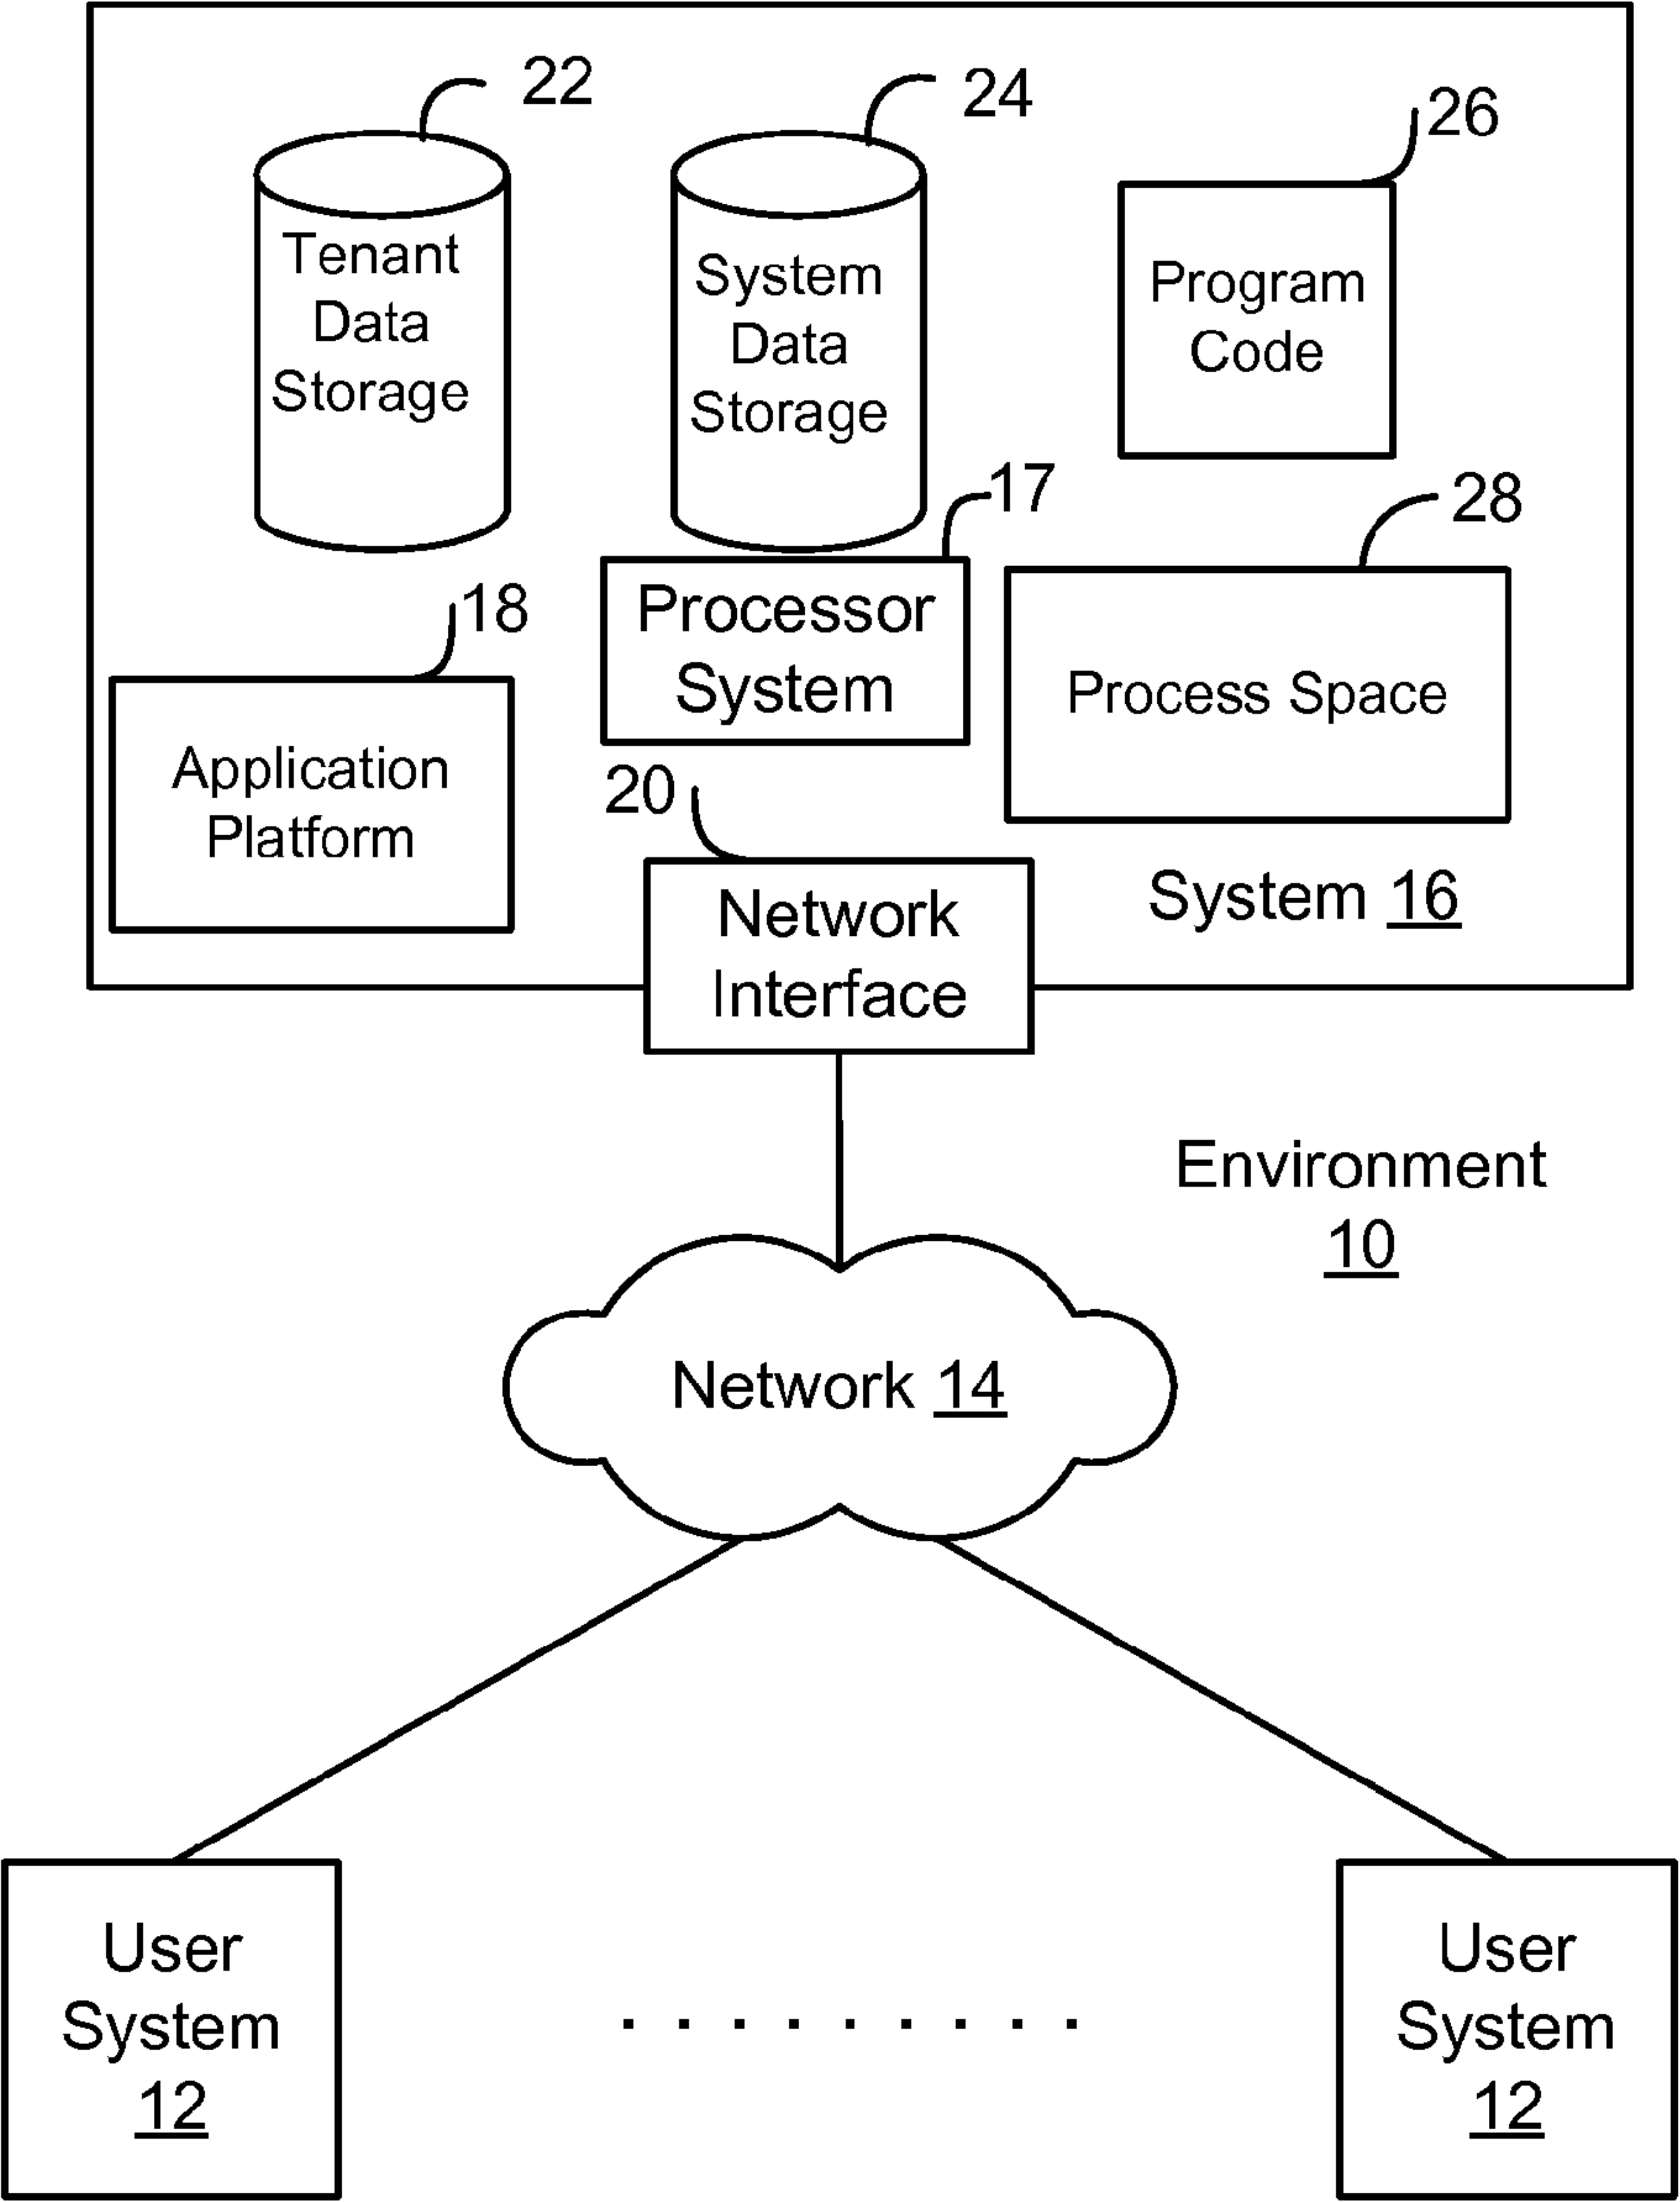 22
24
26
Tenant
Data
Storage
System
Data
Storage
Program
Code
17
28
18
Processor
System
Process Space
Application
Platform
20
Network
Interface
System 16
Environment
10
Network 14
User
System
12
.........
User
System
12